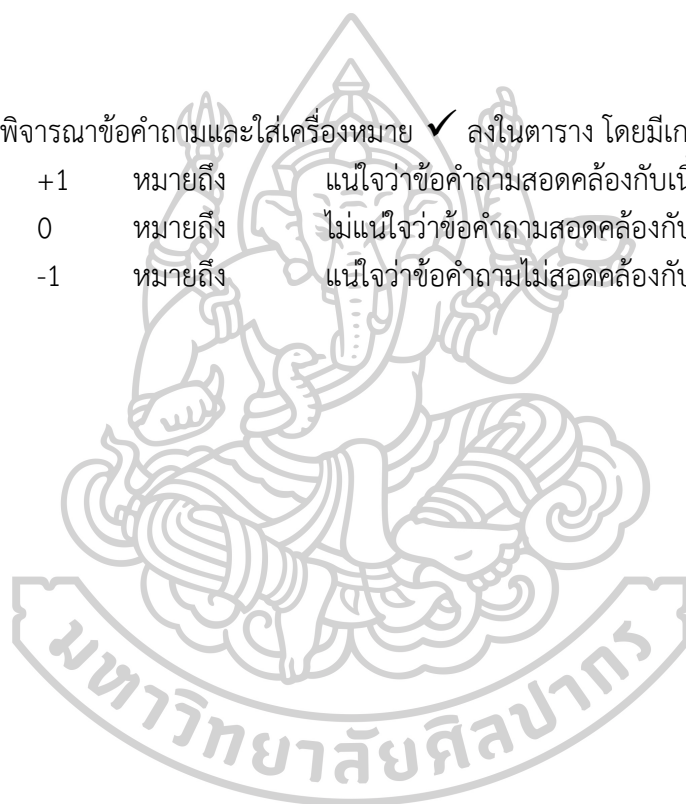 พิจารณาข้อคำถามและใส่เครื่องหมาย ✓ ลงในตาราง โดยมีเก
+1 หมายถึง แน่ใจว่าข้อคำถามสอดคล้องกับเนื
0 หมายถึง ไม่แน่ใจว่าข้อคำถามสอดคล้องกับ
-1 หมายถึง แน่ใจว่าข้อคำถามไม่สอดคล้องกับ
มหาวิทยาลัยศิลปากร